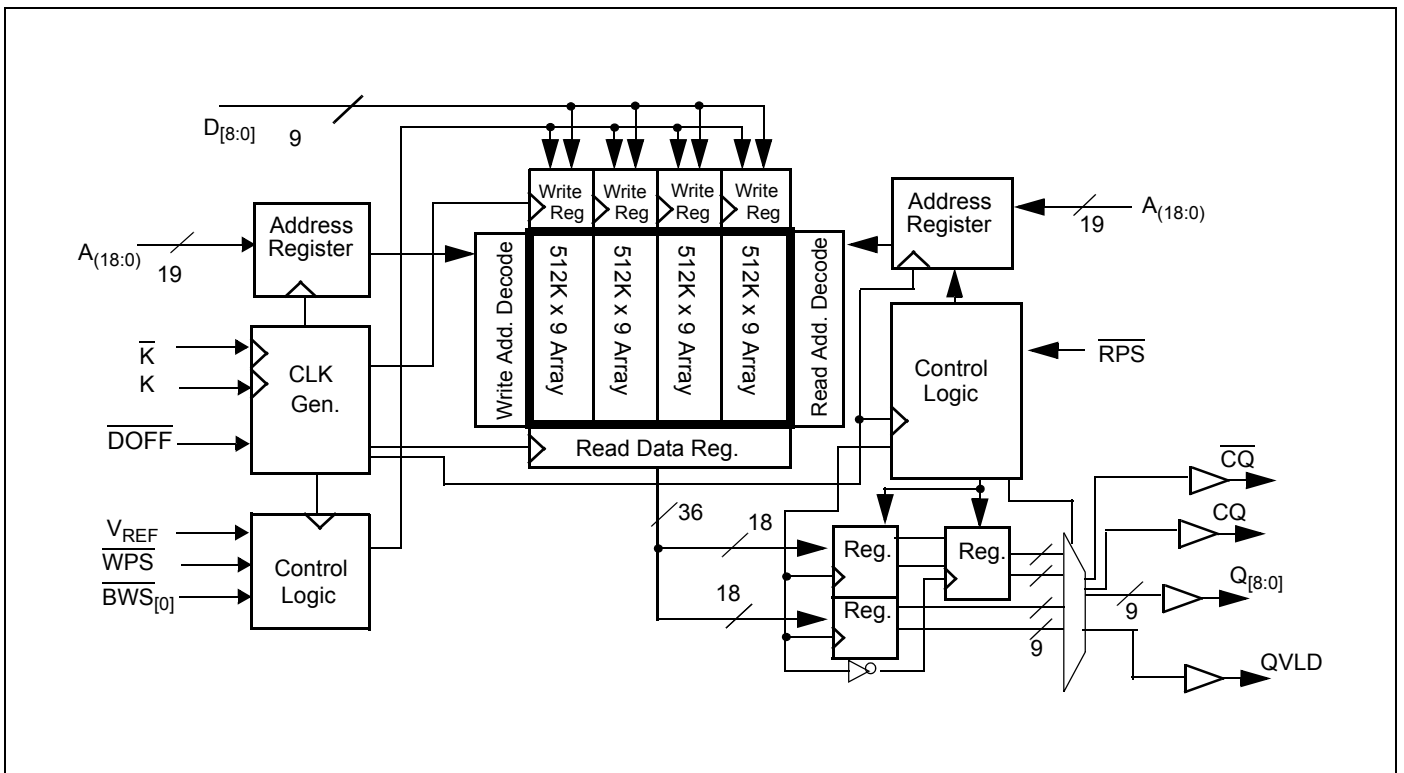 D[8:0]
9
Write Reg
Write Reg
Write Reg
Write Reg
Address Register
A(18:0)
19
Address Register
A(18:0)
19
Write Add. Decode
512K x 9 Array
512K x 9 Array
512K x 9 Array
512K x 9 Array
Read Add. Decode
K̅
K
DOFF
CLK Gen.
Control Logic
RPS
Read Data Reg.
VREF
WPS
BWS[0]
Control Logic
36
18
18
Reg.
Reg.
Reg.
9
CQ
CQ
9
Q[8:0]
QVLD